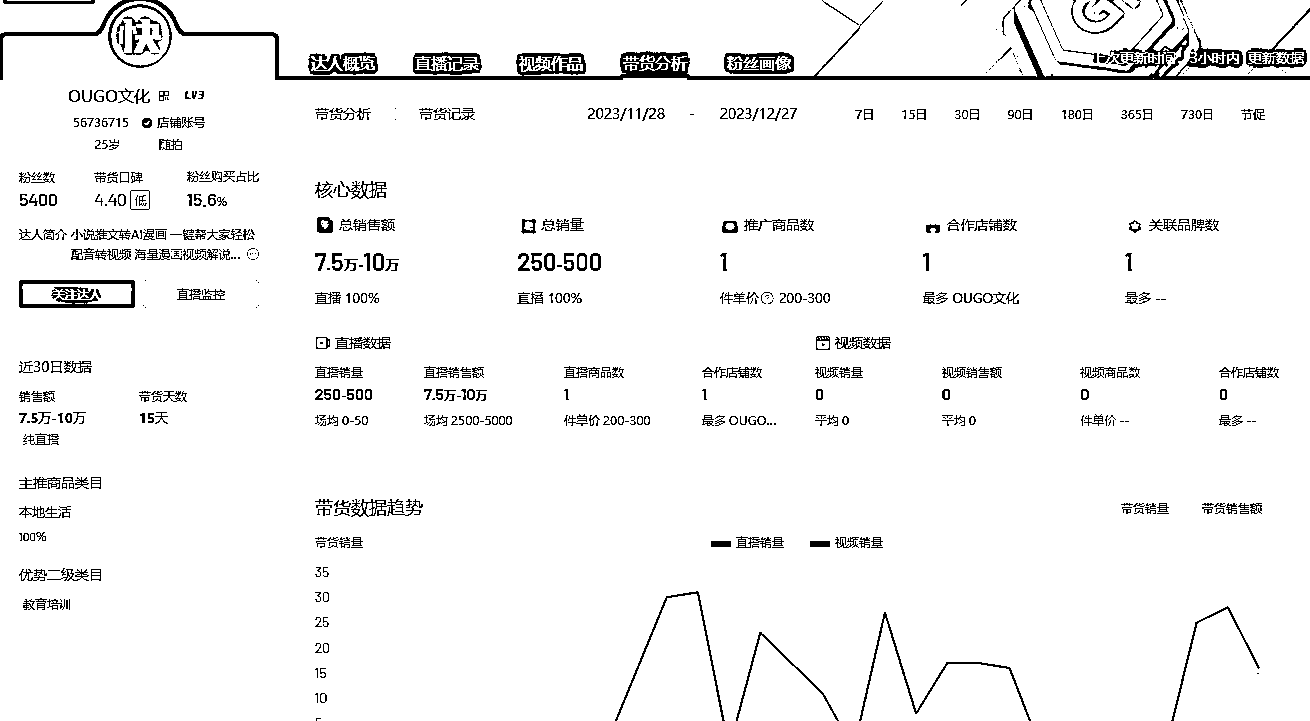 快
达人概览 直播记录 视频作品 带货分析 粉丝画像
上次更新时间 3小时内 更新数据
OUGO文化 LV3
56736715 店铺账号
25岁
粉丝数 带货口碑 粉丝购买占比
5400 4.40 低 15.6%
达人简介 小说推文转AI漫画 一键帮大家轻松
配音转视频 海量漫画视频解说...
关注达人 直播监控
近30日数据
销售额 带货天数
7.5万-10万 15天
纯直播
主推商品类目
本地生活
100%
优势二级类目
教育培训
带货分析 带货记录 2023/11/28 - 2023/12/27 7日 15日 30日 90日 180日 365日 730日 节促
核心数据
总销售额 总销量 推广商品数 合作店铺数 关联品牌数
7.5万-10万 250-500 1 1 1
直播 100% 直播 100% 件单价 200-300 最多 OUGO文化 最多 --
直播数据 视频数据
直播销量 直播销售额 直播商品数 合作店铺数 视频销量 视频销售额 视频商品数 合作店铺数
250-500 7.5万-10万 1 1 0 0 0 0
场均 0-50 场均 2500-5000 件单价 200-300 最多 OUGO... 平均 0 平均 0 件单价 -- 最多 --
带货数据趋势 带货销量 带货销售额
带货销量 直播销量 视频销量
35
30
25
20
15
10